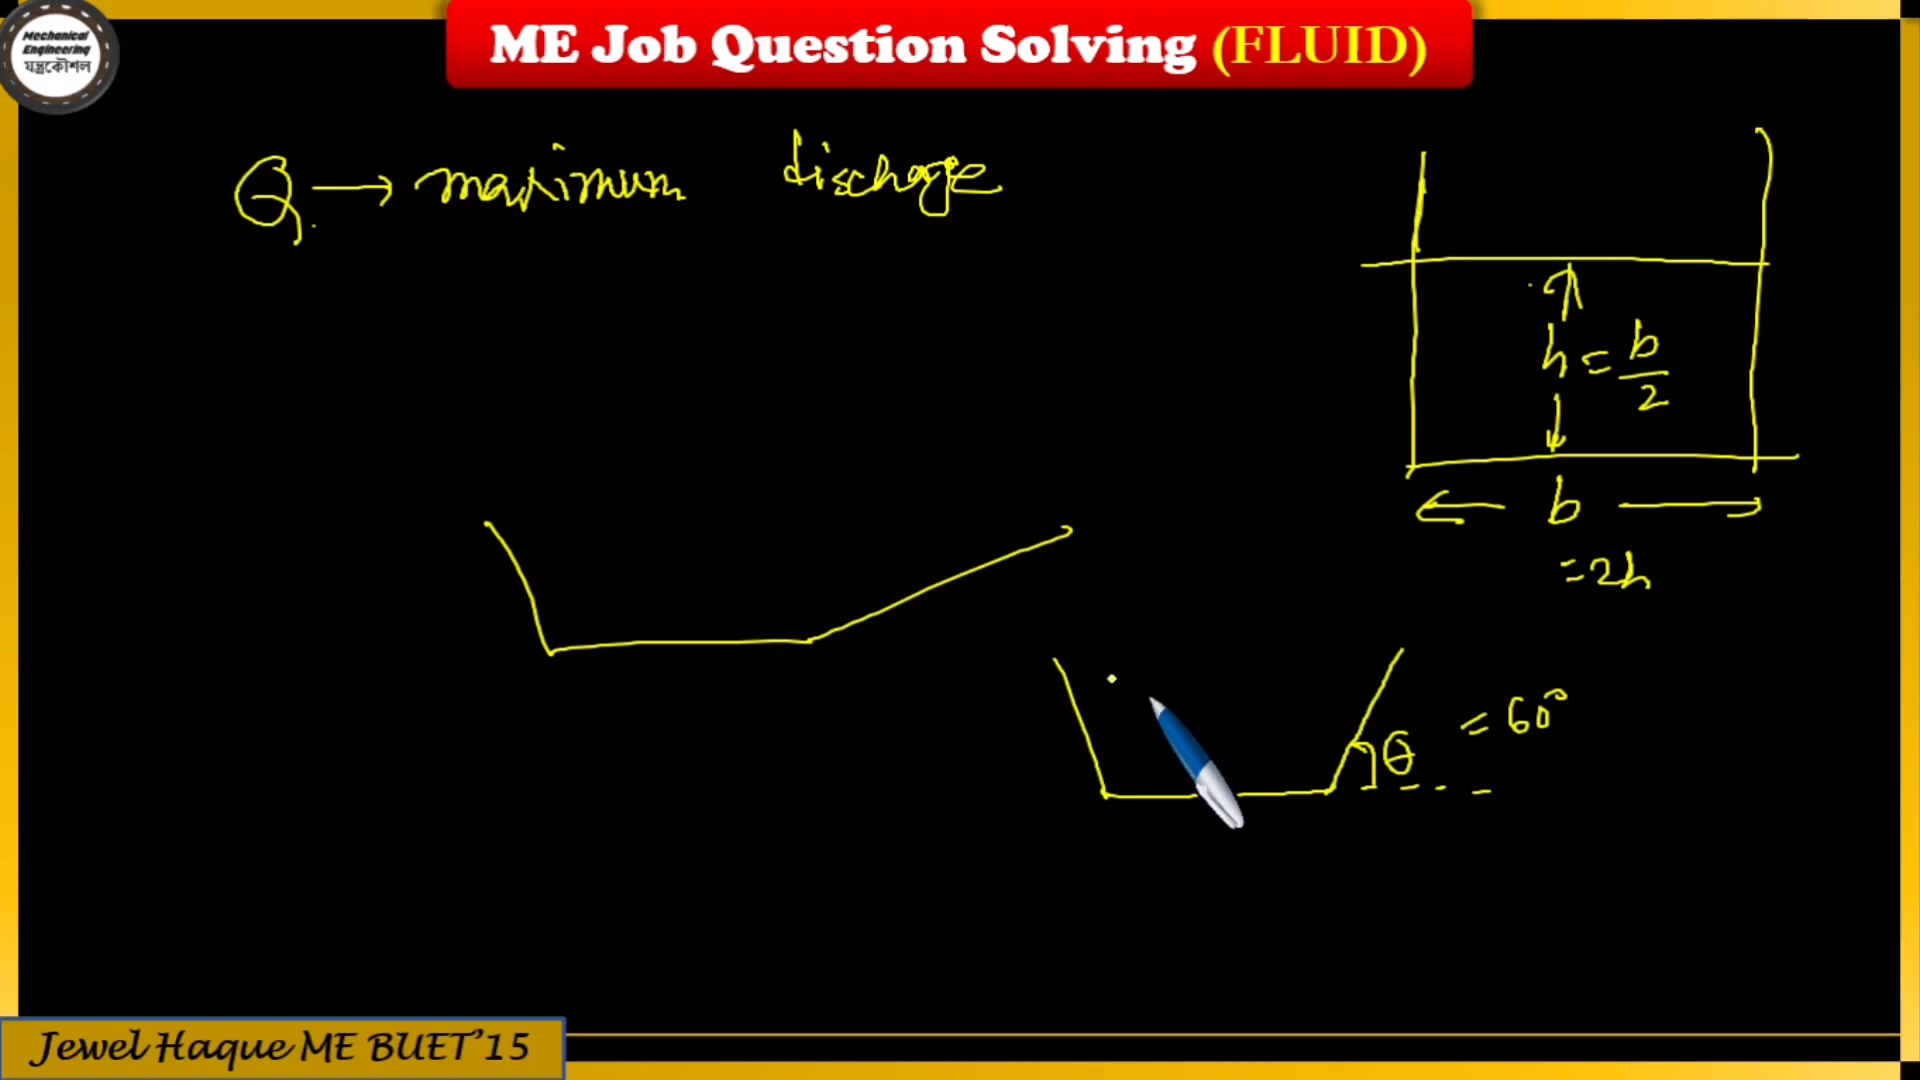 Mechanical
Engineering
যন্ত্রকৌশল
ME Job Question Solving (FLUID)
Q → maximum discharge
h = b/2
b
= 2h
θ = 60°
Jewel Haque ME BUET’15